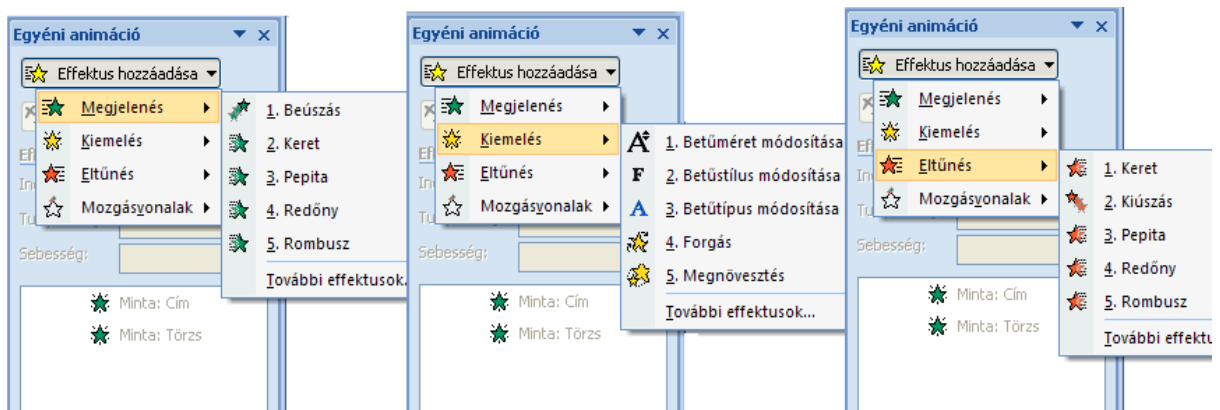 Egyéni animáció
Effektus hozzáadása
Megjelenés
Kiemelés
Eltűnés
Mozgásvonalak
Sebesség:
1. Beúszás
2. Keret
3. Pepita
4. Redőny
5. Rombusz
További effektusok.
Minta: Cím
Minta: Törzs
Egyéni animáció
Effektus hozzáadása
Megjelenés
Kiemelés
Eltűnés
Mozgásvonalak
Sebesség:
1. Betűméret módosítása
2. Betűstílus módosítása
3. Betűtípus módosítása
4. Forgás
5. Megnövesztés
További effektusok...
Minta: Cím
Minta: Törzs
Egyéni animáció
Effektus hozzáadása
Megjelenés
Kiemelés
Eltűnés
Mozgásvonalak
Sebesség:
1. Keret
2. Kiúszás
3. Pepita
4. Redőny
5. Rombusz
További effektu
Minta: Cím
Minta: Törzs